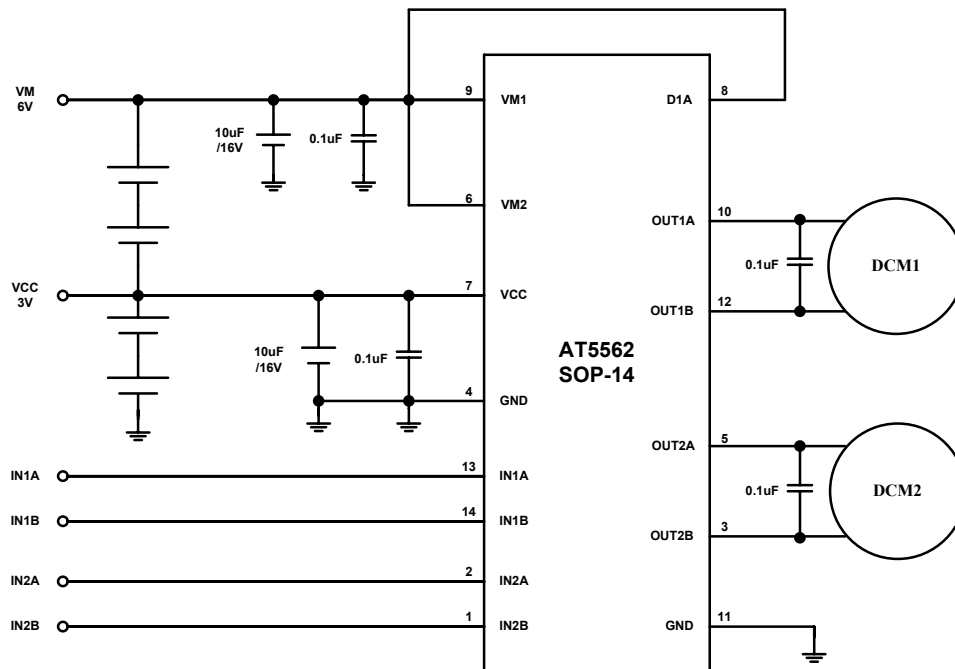 VM
6V
9
VM1
D1A
8
10uF
/16V
0.1uF
6
VM2
OUT1A
10
0.1uF
DCM1
VCC
3V
7
VCC
OUT1B
12
10uF
/16V
0.1uF
AT5562
SOP-14
4
GND
OUT2A
5
IN1A
13
IN1A
0.1uF
DCM2
IN1B
14
IN1B
OUT2B
3
IN2A
2
IN2A
IN2B
1
IN2B
GND
11